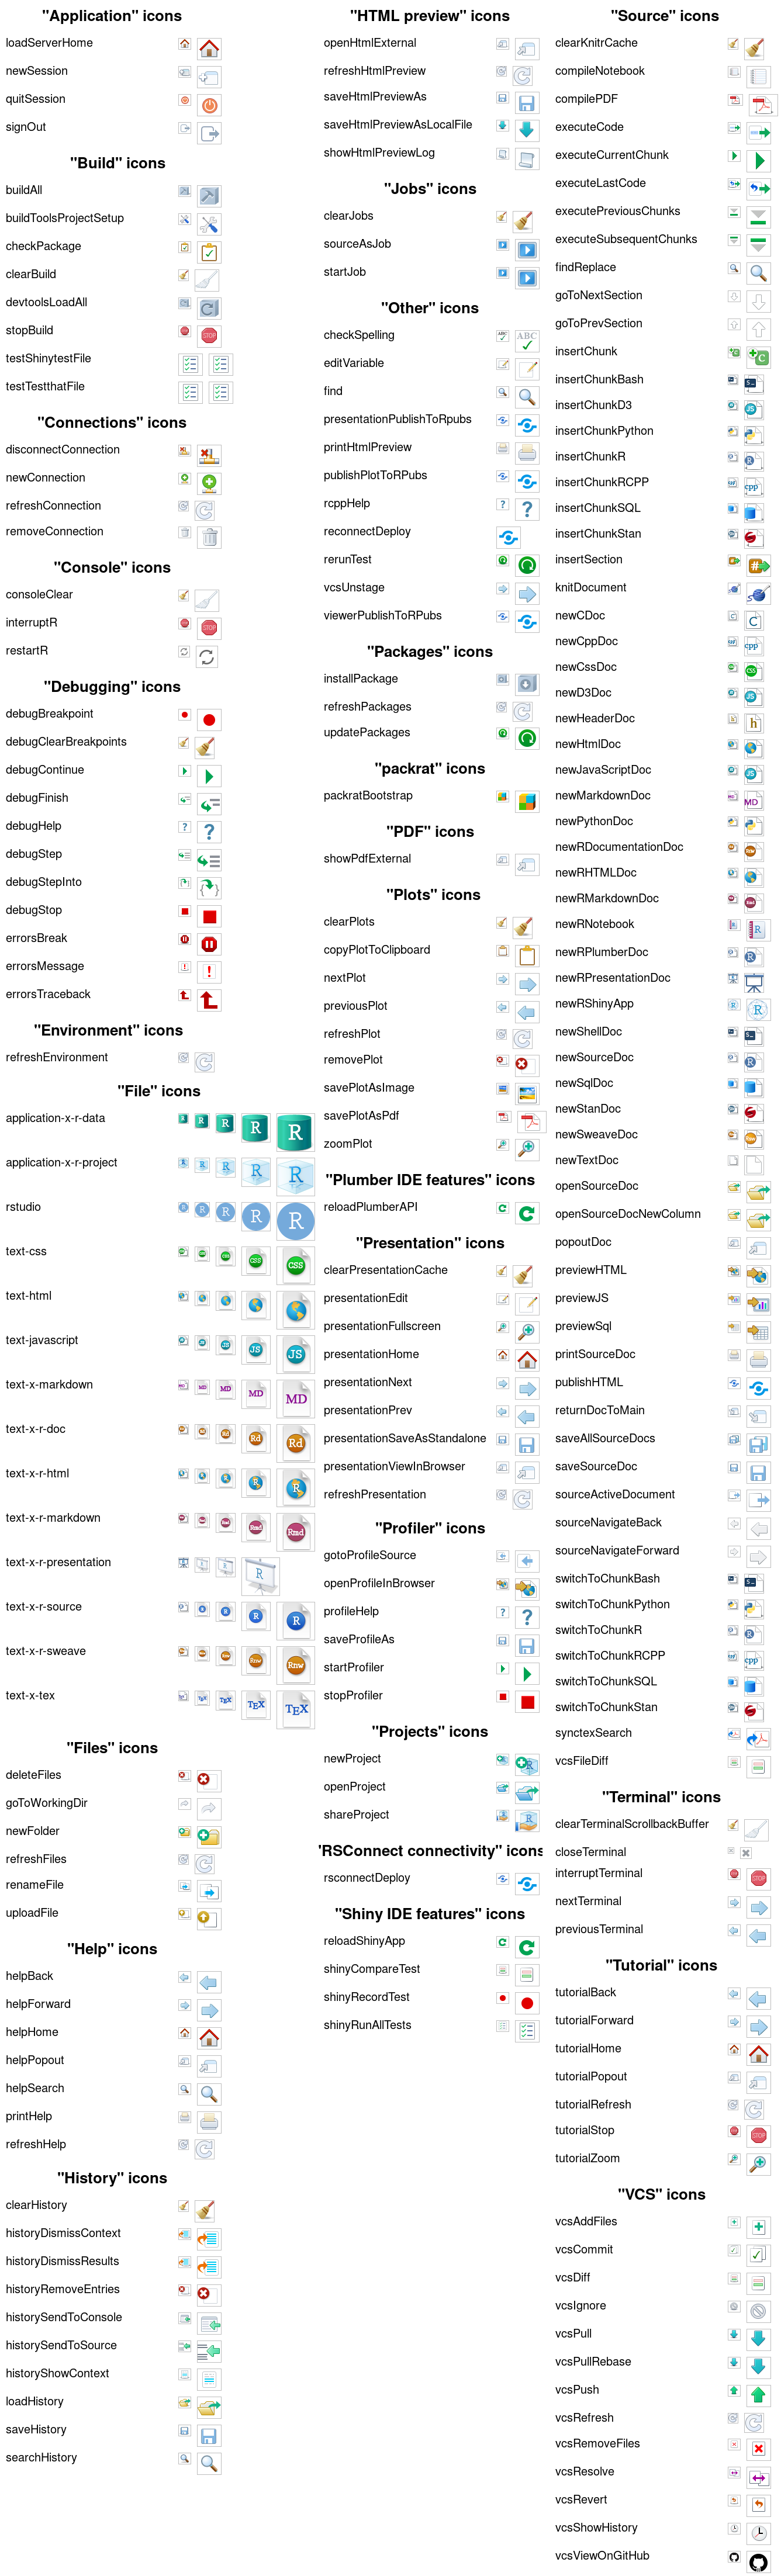 "Application" icons
loadServerHome
newSession
quitSession
signOut
"Build" icons
buildAll
buildToolsProjectSetup
checkPackage
clearBuild
devtoolsLoadAll
stopBuild
testShinytestFile
testTestthatFile
"Connections" icons
disconnectConnection
newConnection
refreshConnection
removeConnection
"Console" icons
consoleClear
interruptR
restartR
"Debugging" icons
debugBreakpoint
debugClearBreakpoints
debugContinue
debugFinish
debugHelp
debugStep
debugStepInto
debugStop
errorsBreak
errorsMessage
errorsTraceback
"Environment" icons
refreshEnvironment
"File" icons
application-x-r-data
application-x-r-project
rstudio
text-css
text-html
text-javascript
text-x-markdown
text-x-r-doc
text-x-r-html
text-x-r-markdown
text-x-r-presentation
text-x-r-source
text-x-r-sweave
text-x-tex
"Files" icons
deleteFiles
goToWorkingDir
newFolder
refreshFiles
renameFile
uploadFile
"Help" icons
helpBack
helpForward
helpHome
helpPopout
helpSearch
printHelp
refreshHelp
"History" icons
clearHistory
historyDismissContext
historyDismissResults
historyRemoveEntries
historySendToConsole
historySendToSource
historyShowContext
loadHistory
saveHistory
searchHistory
"HTML preview" icons
openHtmlExternal
refreshHtmlPreview
saveHtmlPreviewAs
saveHtmlPreviewAsLocalFile
showHtmlPreviewLog
"Jobs" icons
clearJobs
sourceAsJob
startJob
"Other" icons
checkSpelling ABC
editVariable
find
presentationPublishToRpubs
printHtmlPreview
publishPlotToRPubs
rcppHelp
reconnectDeploy
rerunTest
vcsUnstage
viewerPublishToRPubs
"Packages" icons
installPackage
refreshPackages
updatePackages
"packrat" icons
packratBootstrap
"PDF" icons
showPdfExternal
"Plots" icons
clearPlots
copyPlotToClipboard
nextPlot
previousPlot
refreshPlot
removePlot
savePlotAsImage
savePlotAsPdf
zoomPlot
"Plumber IDE features" icons
reloadPlumberAPI
"Presentation" icons
clearPresentationCache
presentationEdit
presentationFullscreen
presentationHome
presentationNext
presentationPrev
presentationSaveAsStandalone
presentationViewInBrowser
refreshPresentation
"Profiler" icons
gotoProfileSource
openProfileInBrowser
profileHelp
saveProfileAs
startProfiler
stopProfiler
"Projects" icons
newProject
openProject
shareProject
'RSConnect connectivity" icons
rsconnectDeploy
"Shiny IDE features" icons
reloadShinyApp
shinyCompareTest
shinyRecordTest
shinyRunAllTests
"Source" icons
clearKnitrCache
compileNotebook
compilePDF
executeCode
executeCurrentChunk
executeLastCode
executePreviousChunks
executeSubsequentChunks
findReplace
goToNextSection
goToPrevSection
insertChunk
insertChunkBash
insertChunkD3
insertChunkPython
insertChunkR
insertChunkRCPP
insertChunkSQL
insertChunkStan
insertSection
knitDocument
newCDoc
newCppDoc
newCssDoc
newD3Doc
newHeaderDoc
newHtmlDoc
newJavaScriptDoc
newMarkdownDoc
newPythonDoc
newRDocumentationDoc
newRHTMLDoc
newRMarkdownDoc
newRNotebook
newRPlumberDoc
newRPresentationDoc
newRShinyApp
newShellDoc
newSourceDoc
newSqlDoc
newStanDoc
newSweaveDoc
newTextDoc
openSourceDoc
openSourceDocNewColumn
popoutDoc
previewHTML
previewJS
previewSql
printSourceDoc
publishHTML
returnDocToMain
saveAllSourceDocs
saveSourceDoc
sourceActiveDocument
sourceNavigateBack
sourceNavigateForward
switchToChunkBash
switchToChunkPython
switchToChunkR
switchToChunkRCPP
switchToChunkSQL
switchToChunkStan
synctexSearch
vcsFileDiff
"Terminal" icons
clearTerminalScrollbackBuffer
closeTerminal
interruptTerminal
nextTerminal
previousTerminal
"Tutorial" icons
tutorialBack
tutorialForward
tutorialHome
tutorialPopout
tutorialRefresh
tutorialStop
tutorialZoom
"VCS" icons
vcsAddFiles
vcsCommit
vcsDiff
vcsIgnore
vcsPull
vcsPullRebase
vcsPush
vcsRefresh
vcsRemoveFiles
vcsResolve
vcsRevert
vcsShowHistory
vcsViewOnGitHub